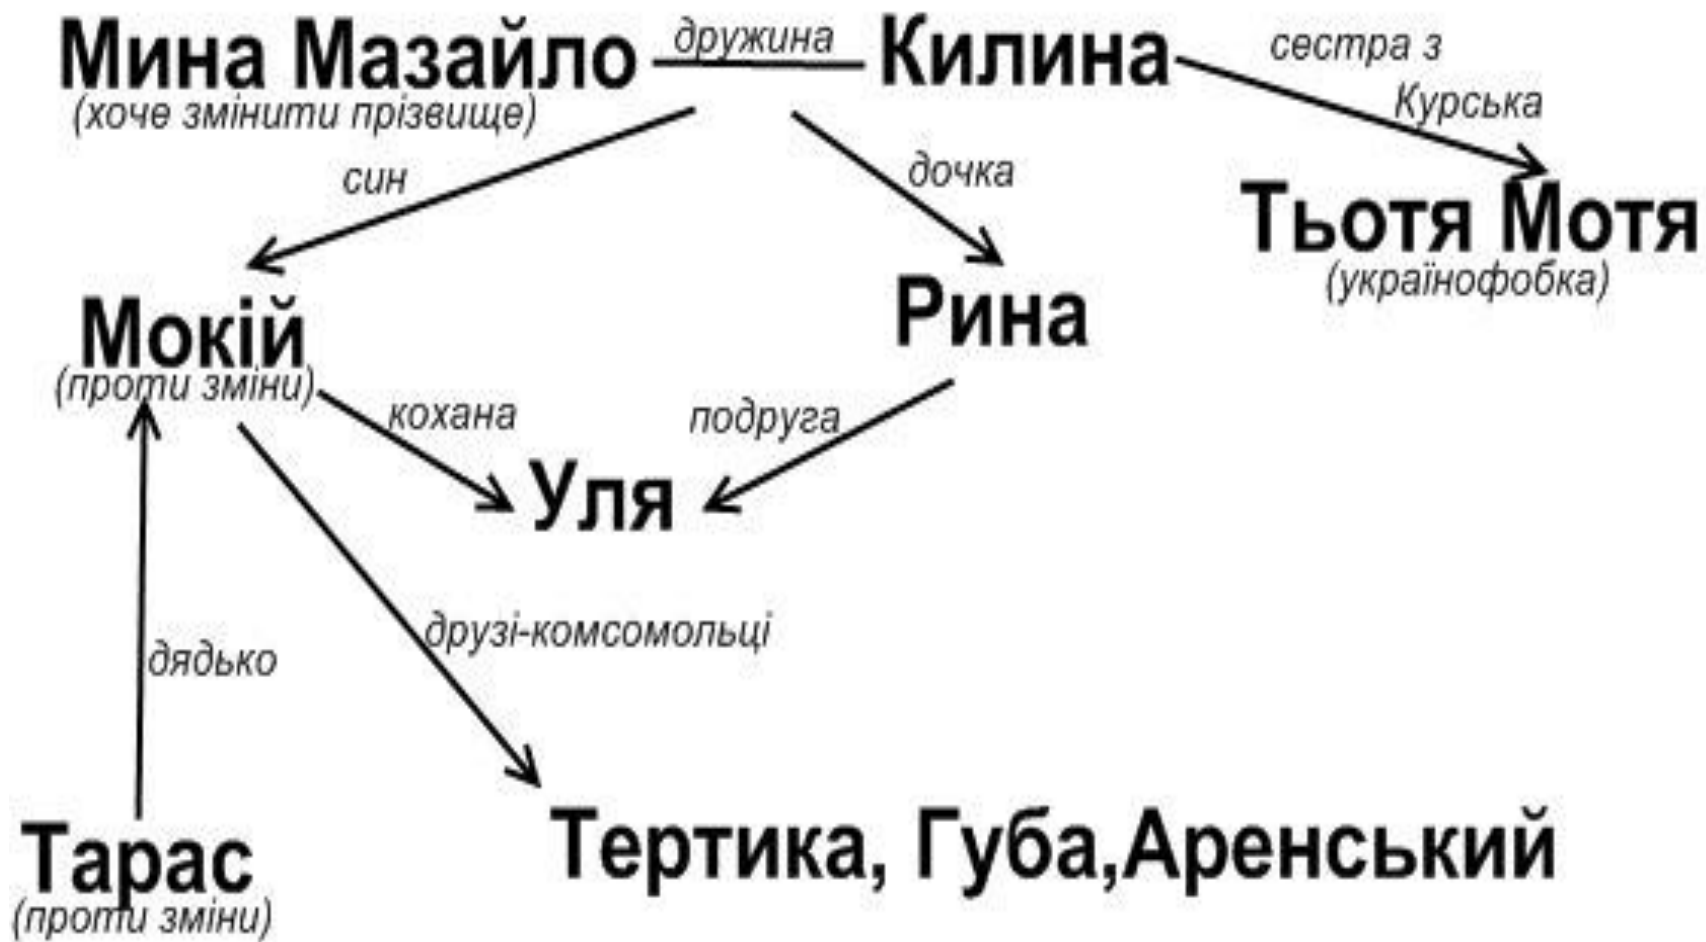 Мина Мазайло
дружина
Килина
сестра з
Курська
(хоче змінити прізвище)
син
дочка
Тьотя Мотя
(українофобка)
Мокій
(проти зміни)
Рина
кохана
подруга
Уля
друзі-комсомольці
дядько
Тарас
(проти зміни)
Тертика, Губа,Аренський